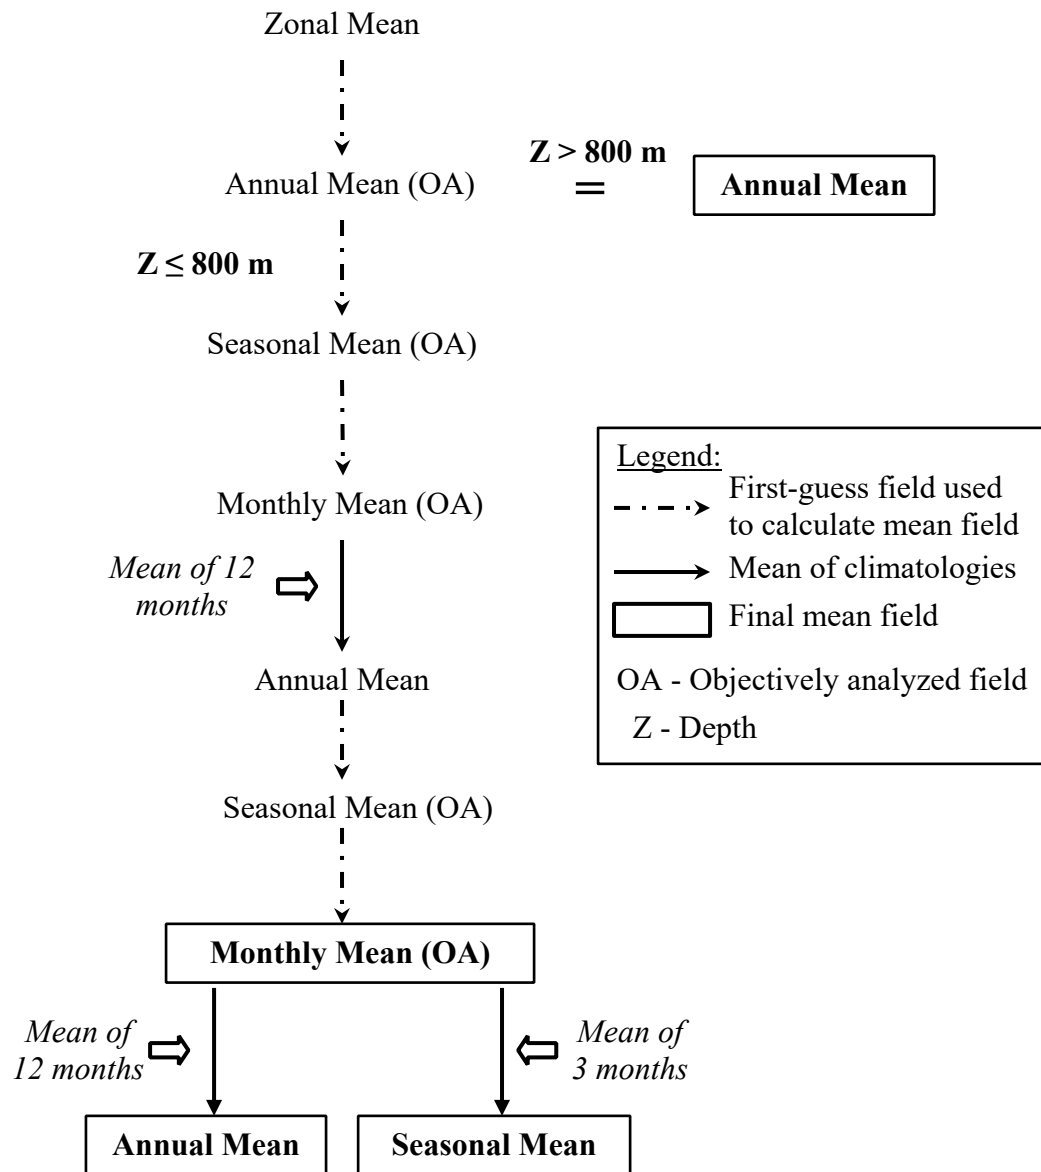 Zonal Mean
Z > 800 m
Annual Mean (OA)
=
Annual Mean
Z ≤ 800 m
Seasonal Mean (OA)
Monthly Mean (OA)
Mean of 12
months
Annual Mean
Seasonal Mean (OA)
Legend:
First-guess field used
to calculate mean field
Mean of climatologies
Final mean field
OA - Objectively analyzed field
Z - Depth
Monthly Mean (OA)
Mean of
12 months
Mean of
3 months
Annual Mean
Seasonal Mean